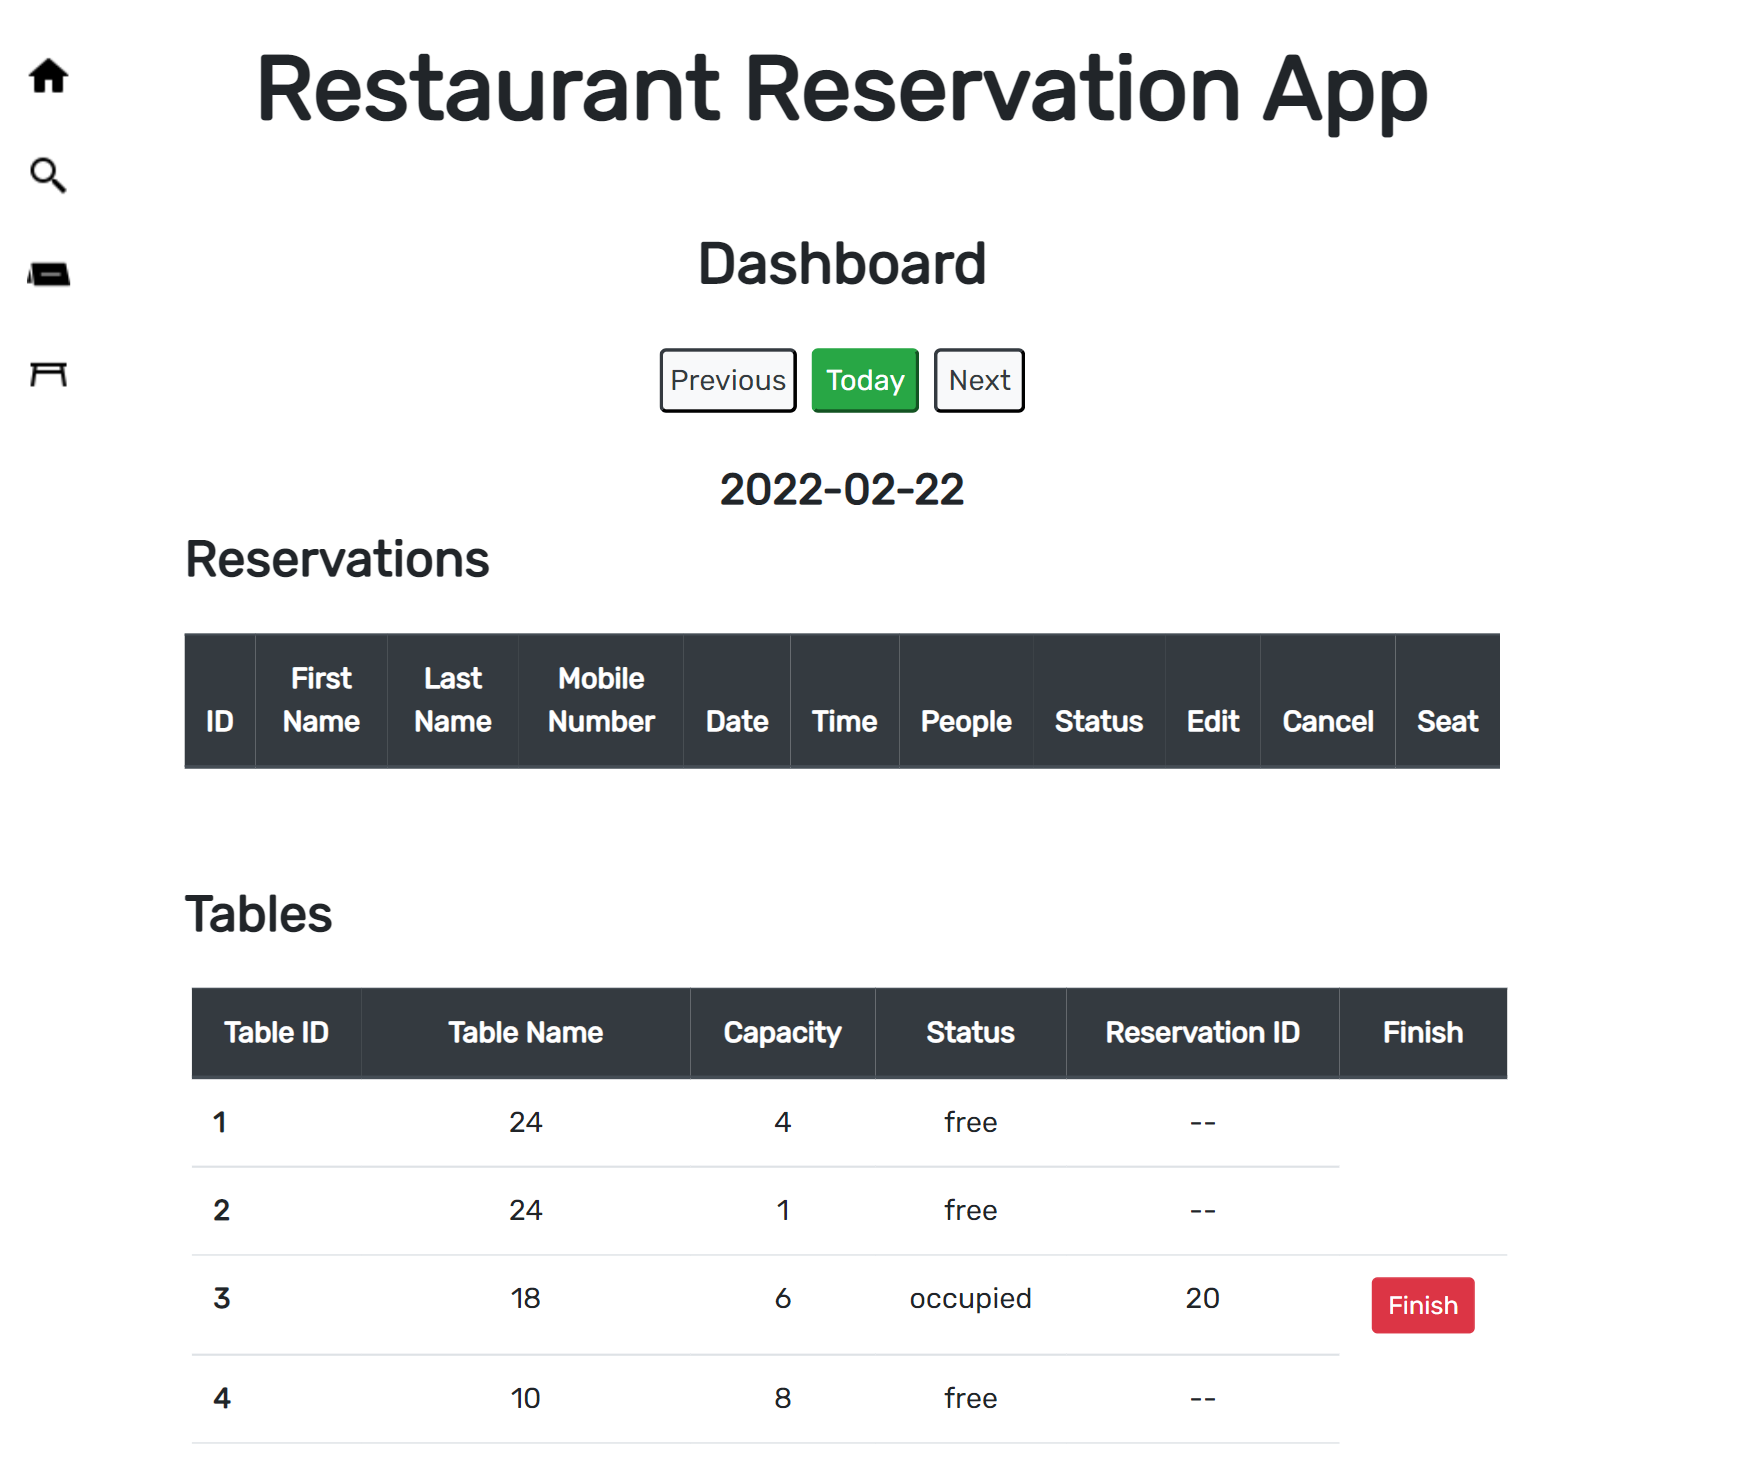 Restaurant Reservation App
Dashboard
Previous Today Next
2022-02-22
Reservations
ID First Name Last Name Mobile Number Date Time People Status Edit Cancel Seat
Tables
Table ID Table Name Capacity Status Reservation ID Finish
1 24 4 free --
2 24 1 free --
3 18 6 occupied 20 Finish
4 10 8 free --